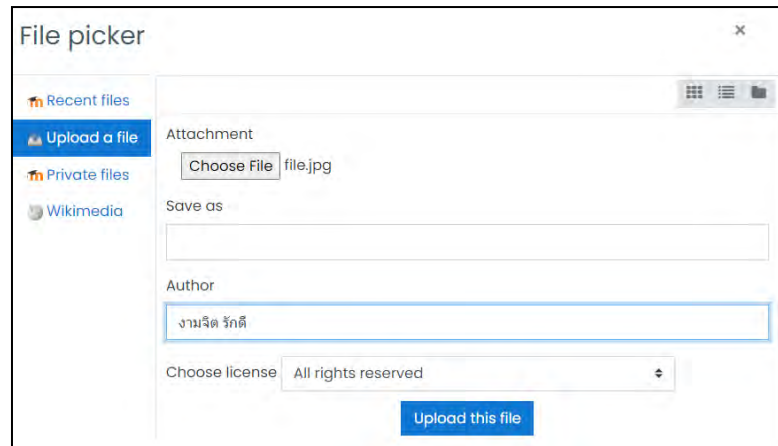 File picker
×
Recent files
Upload a file
Private files
Wikimedia
Attachment
Choose File file.jpg
Save as
Author
งามจิต รักดี
Choose license All rights reserved
Upload this file